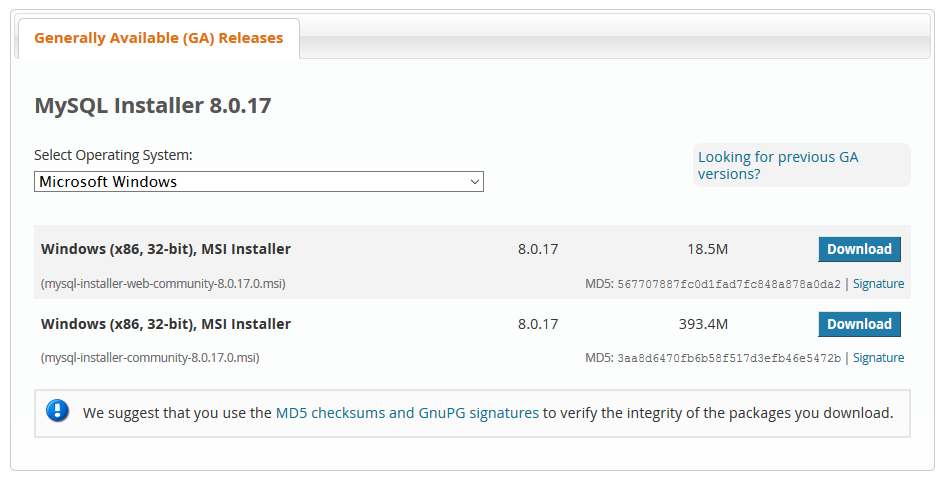 Generally Available (GA) Releases
MySQL Installer 8.0.17
Select Operating System:
Looking for previous GA
versions?
Microsoft Windows
Windows (x86, 32-bit), MSI Installer 8.0.17 18.5M Download
(mysql-installer-web-community-8.0.17.0.msi) MD5: 567707887fc0d1fad7fc848a878a0da2 | Signature
Windows (x86, 32-bit), MSI Installer 8.0.17 393.4M Download
(mysql-installer-community-8.0.17.0.msi) MD5: 3aa8d6470fb6b58f517d3efb46e5472b | Signature
We suggest that you use the MD5 checksums and GnuPG signatures to verify the integrity of the packages you download.